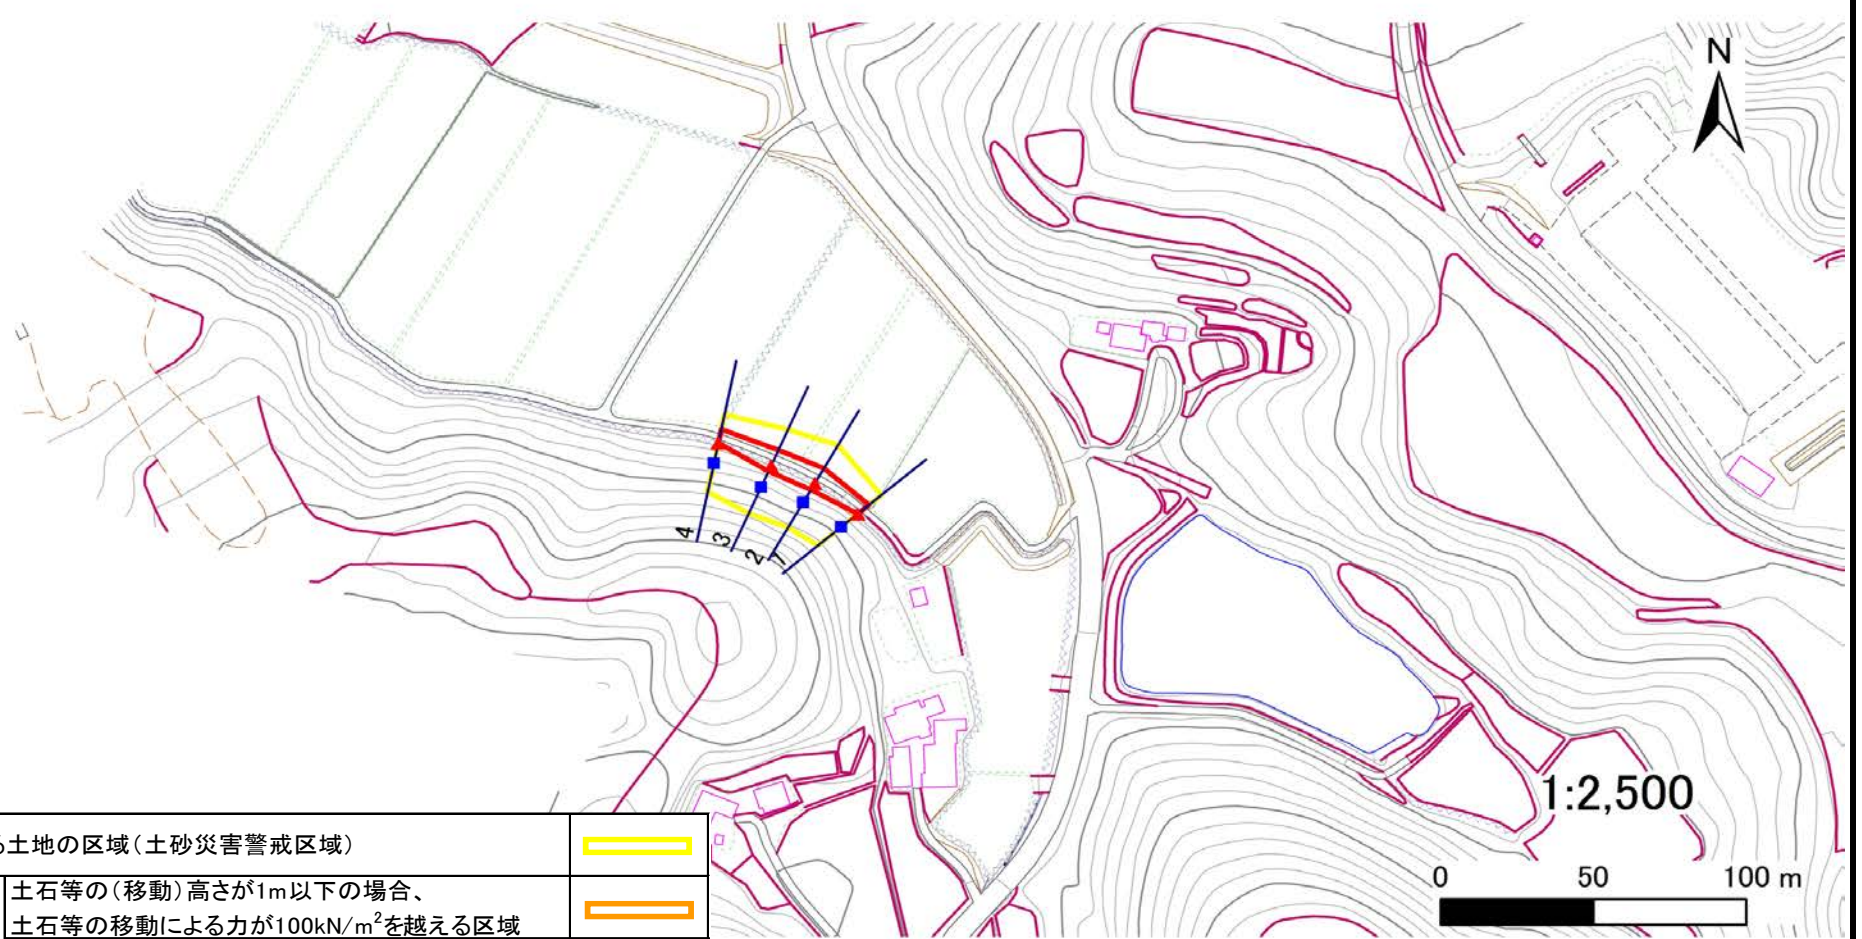 N
4
3
2
1
1:2,500
0 50 100 m
る土地の区域(土砂災害警戒区域)
土石等の(移動)高さが1m以下の場合、
土石等の移動による力が100kN/m²を越える区域